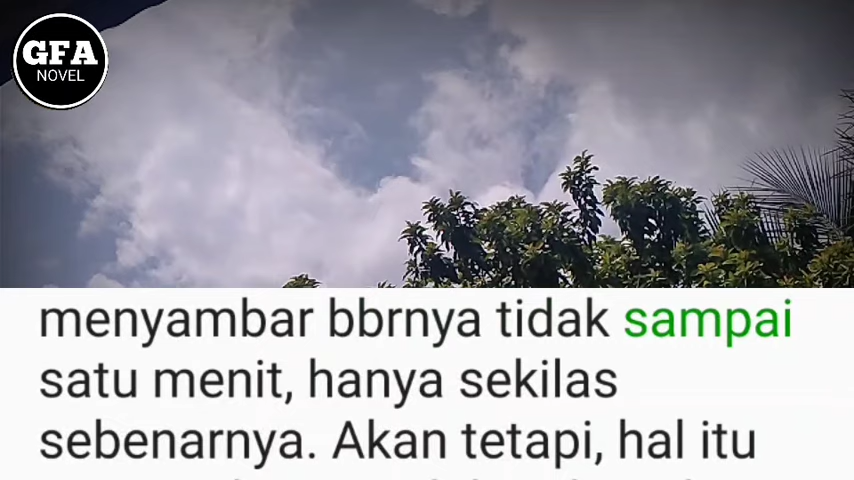 GFA
NOVEL
menyambar bbrnya tidak sampai
satu menit, hanya sekilas
sebenarnya. Akan tetapi, hal itu